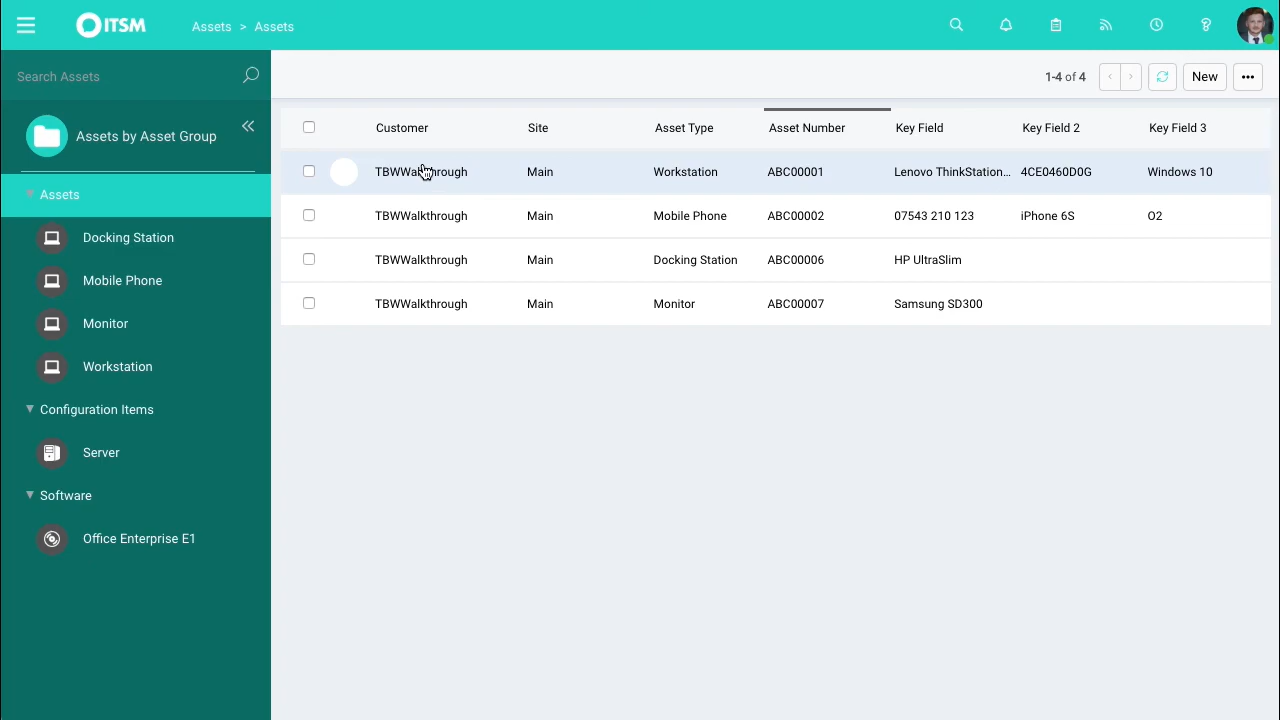 ITSM
Assets > Assets
Search Assets
1-4 of 4
New
Assets by Asset Group
Assets
Docking Station
Mobile Phone
Monitor
Workstation
Configuration Items
Server
Software
Office Enterprise E1
Customer Site Asset Type Asset Number Key Field Key Field 2 Key Field 3
TBWWalkthrough Main Workstation ABC00001 Lenovo ThinkStation... 4CE0460D0G Windows 10
TBWWalkthrough Main Mobile Phone ABC00002 07543 210 123 iPhone 6S O2
TBWWalkthrough Main Docking Station ABC00006 HP UltraSlim
TBWWalkthrough Main Monitor ABC00007 Samsung SD300